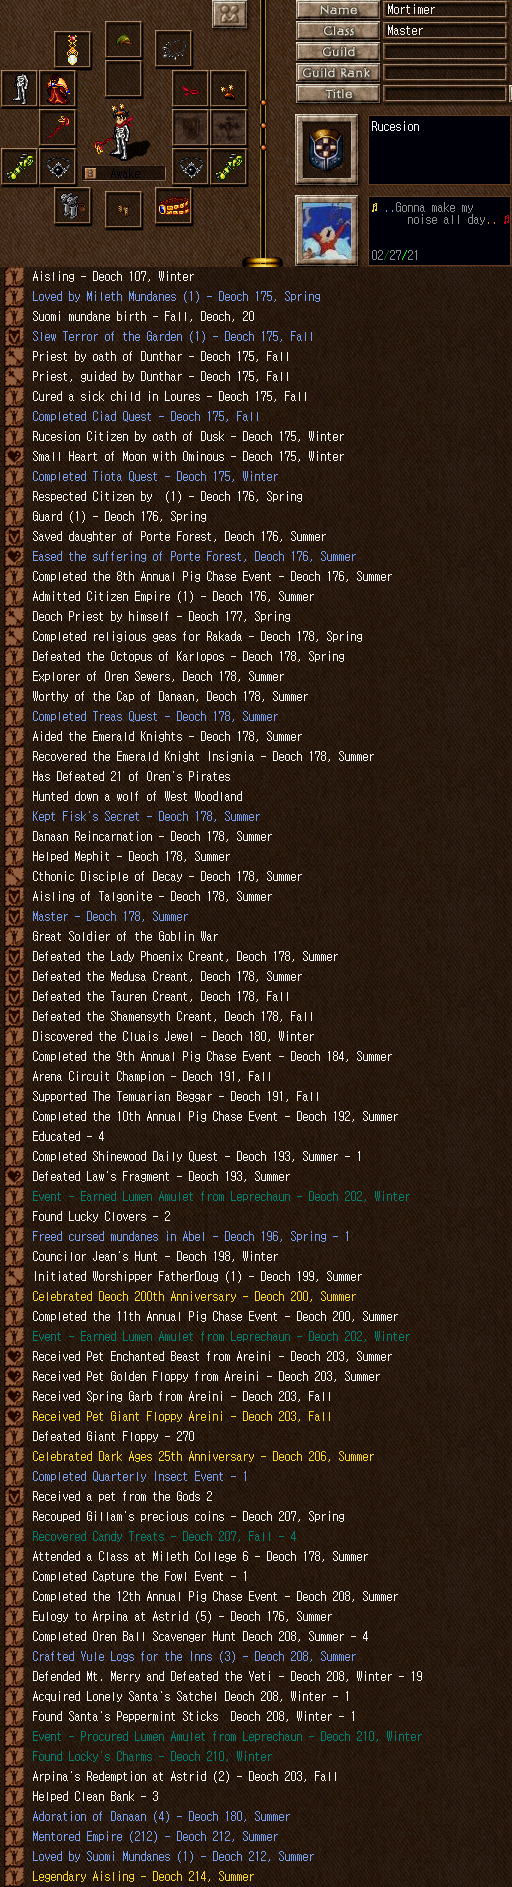 Name
Mortimer
Class
Master
Guild
Guild Rank
Title
Rucesion
Awake
..Gonna make my
noise all day..
02/27/21
Aisling - Deoch 107, Winter
Loved by Mileth Mundanes (1) - Deoch 175, Spring
Suomi mundane birth - Fall, Deoch, 20
Slew Terror of the Garden (1) - Deoch 175, Fall
Priest by oath of Dunthar - Deoch 175, Fall
Priest, guided by Dunthar - Deoch 175, Fall
Cured a sick child in Loures - Deoch 175, Fall
Completed Ciad Quest - Deoch 175, Fall
Rucesion Citizen by oath of Dusk - Deoch 175, Winter
Small Heart of Moon with Ominous - Deoch 175, Winter
Completed Tiota Quest - Deoch 175, Winter
Respected Citizen by  (1) - Deoch 176, Spring
Guard (1) - Deoch 176, Spring
Saved daughter of Porte Forest, Deoch 176, Summer
Eased the suffering of Porte Forest, Deoch 176, Summer
Completed the 8th Annual Pig Chase Event - Deoch 176, Summer
Admitted Citizen Empire (1) - Deoch 176, Summer
Deoch Priest by himself - Deoch 177, Spring
Completed religious geas for Rakada - Deoch 178, Spring
Defeated the Octopus of Karlopos - Deoch 178, Spring
Explorer of Oren Sewers, Deoch 178, Summer
Worthy of the Cap of Danaan, Deoch 178, Summer
Completed Treas Quest - Deoch 178, Summer
Aided the Emerald Knights - Deoch 178, Summer
Recovered the Emerald Knight Insignia - Deoch 178, Summer
Has Defeated 21 of Oren's Pirates
Hunted down a wolf of West Woodland
Kept Fisk's Secret - Deoch 178, Summer
Danaan Reincarnation - Deoch 178, Summer
Helped Mephit - Deoch 178, Summer
Cthonic Disciple of Decay - Deoch 178, Summer
Aisling of Talgonite - Deoch 178, Summer
Master - Deoch 178, Summer
Great Soldier of the Goblin War
Defeated the Lady Phoenix Creant, Deoch 178, Summer
Defeated the Medusa Creant, Deoch 178, Summer
Defeated the Tauren Creant, Deoch 178, Fall
Defeated the Shamensyth Creant, Deoch 178, Fall
Discovered the Cluais Jewel - Deoch 180, Winter
Completed the 9th Annual Pig Chase Event - Deoch 184, Summer
Arena Circuit Champion - Deoch 191, Fall
Supported The Temuarian Beggar - Deoch 191, Fall
Completed the 10th Annual Pig Chase Event - Deoch 192, Summer
Educated - 4
Completed Shinewood Daily Quest - Deoch 193, Summer - 1
Defeated Law's Fragment - Deoch 193, Summer
Event - Earned Lumen Amulet from Leprechaun - Deoch 202, Winter
Found Lucky Clovers - 2
Freed cursed mundanes in Abel - Deoch 196, Spring - 1
Councilor Jean's Hunt - Deoch 198, Winter
Initiated Worshipper FatherDoug (1) - Deoch 199, Summer
Celebrated Deoch 200th Anniversary - Deoch 200, Summer
Completed the 11th Annual Pig Chase Event - Deoch 200, Summer
Event - Earned Lumen Amulet from Leprechaun - Deoch 202, Winter
Received Pet Enchanted Beast from Areini - Deoch 203, Summer
Received Pet Golden Floppy from Areini - Deoch 203, Summer
Received Spring Garb from Areini - Deoch 203, Fall
Received Pet Giant Floppy Areini - Deoch 203, Fall
Defeated Giant Floppy - 270
Celebrated Dark Ages 25th Anniversary - Deoch 206, Summer
Completed Quarterly Insect Event - 1
Received a pet from the Gods 2
Recouped Gillam's precious coins - Deoch 207, Spring
Recovered Candy Treats - Deoch 207, Fall - 4
Attended a Class at Mileth College 6 - Deoch 178, Summer
Completed Capture the Fowl Event - 1
Completed the 12th Annual Pig Chase Event - Deoch 208, Summer
Eulogy to Arpina at Astrid (5) - Deoch 176, Summer
Completed Oren Ball Scavenger Hunt Deoch 208, Summer - 4
Crafted Yule Logs for the Inns (3) - Deoch 208, Summer
Defended Mt. Merry and Defeated the Yeti - Deoch 208, Winter - 19
Acquired Lonely Santa's Satchel Deoch 208, Winter - 1
Found Santa's Peppermint Sticks  Deoch 208, Winter - 1
Event - Procured Lumen Amulet from Leprechaun - Deoch 210, Winter
Found Locky's Charms - Deoch 210, Winter
Arpina's Redemption at Astrid (2) - Deoch 203, Fall
Helped Clean Bank - 3
Adoration of Danaan (4) - Deoch 180, Summer
Mentored Empire (212) - Deoch 212, Summer
Loved by Suomi Mundanes (1) - Deoch 212, Summer
Legendary Aisling - Deoch 214, Summer